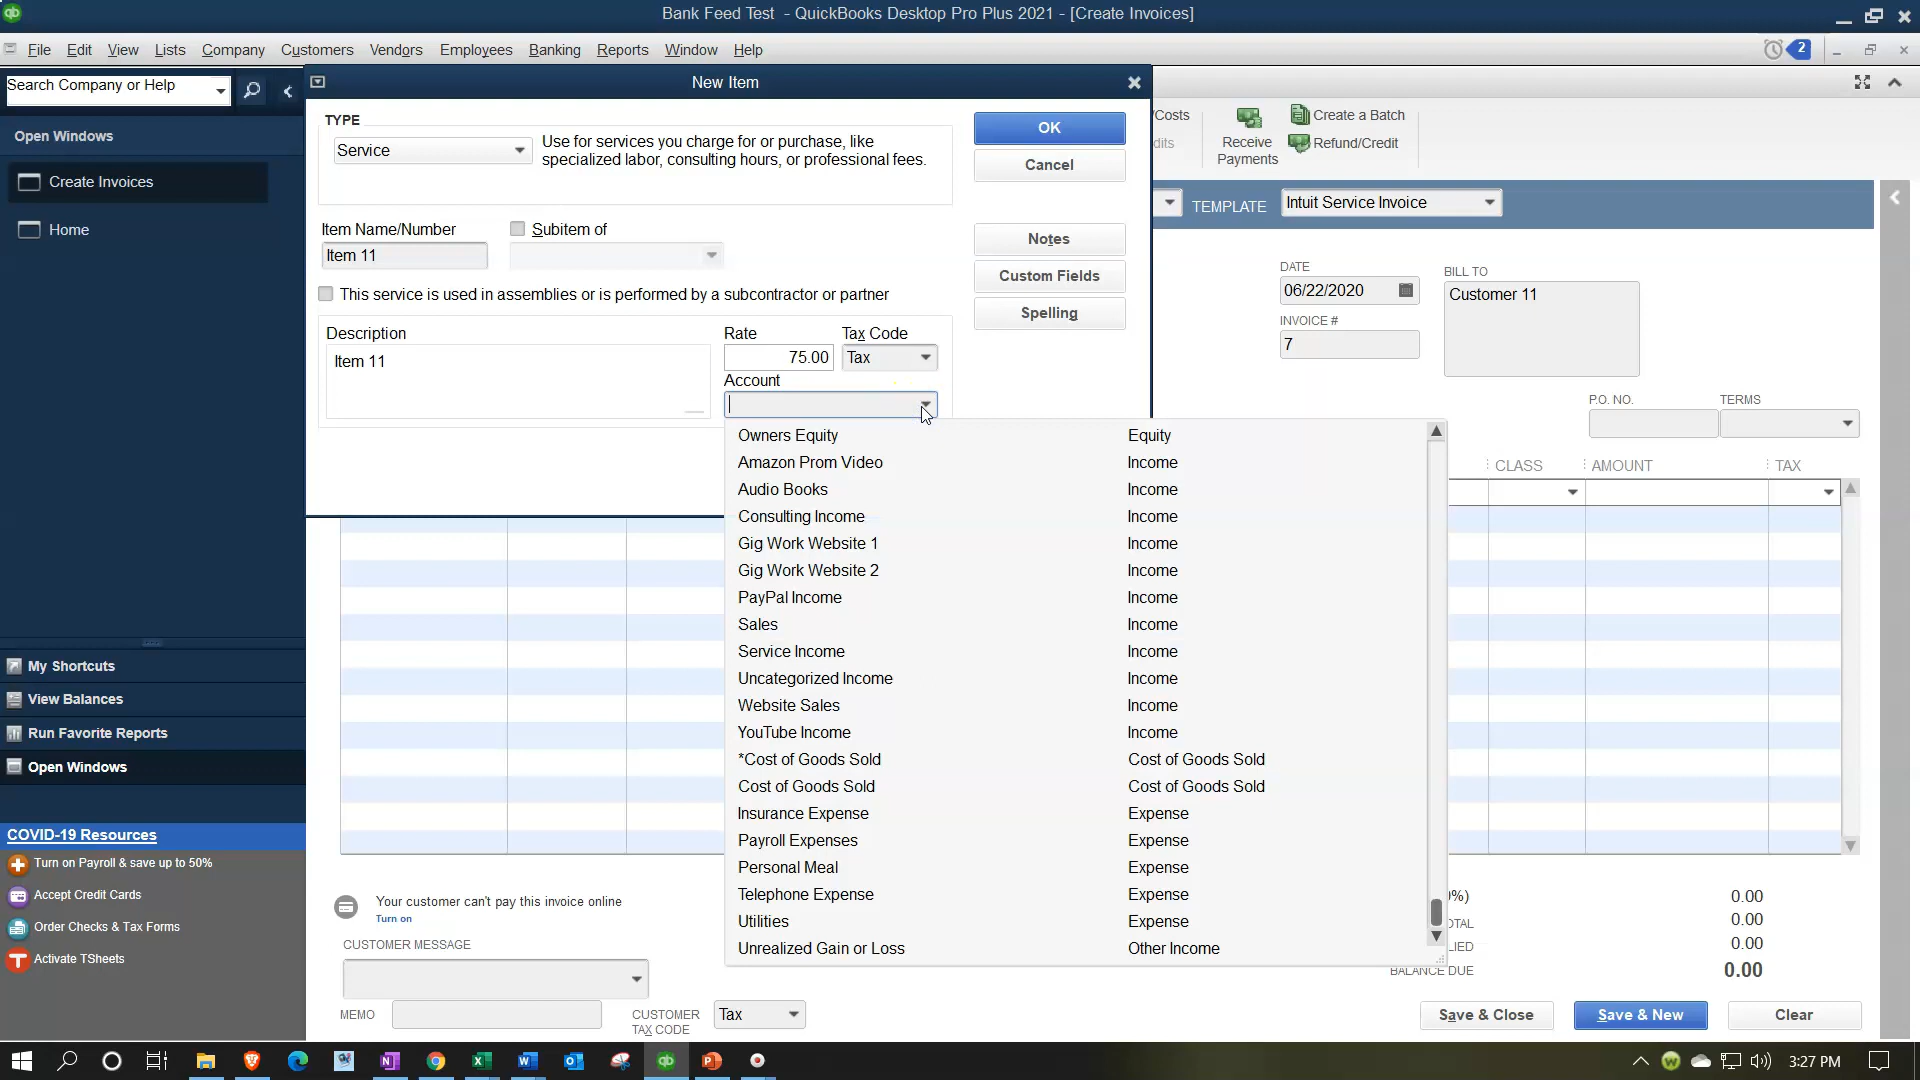 Bank Feed Test - QuickBooks Desktop Pro Plus 2021 - [Create Invoices]
File Edit View Lists Company Customers Vendors Employees Banking Reports Window Help
2
Search Company or Help
Open Windows
Create Invoices
Home
My Shortcuts
View Balances
Run Favorite Reports
Open Windows
COVID-19 Resources
Turn on Payroll & save up to 50%
Accept Credit Cards
Order Checks & Tax Forms
Activate TSheets
New Item
TYPE
Service
Use for services you charge for or purchase, like
specialized labor, consulting hours, or professional fees.
OK
Cancel
Item Name/Number
Subitem of
Item 11
Notes
Custom Fields
Spelling
This service is used in assemblies or is performed by a subcontractor or partner
Description
Item 11
Rate
Tax Code
75.00
Tax
Account
Owners Equity Equity
Amazon Prom Video Income
Audio Books Income
Consulting Income Income
Gig Work Website 1 Income
Gig Work Website 2 Income
PayPal Income Income
Sales Income
Service Income Income
Uncategorized Income Income
Website Sales Income
YouTube Income Income
*Cost of Goods Sold Cost of Goods Sold
Cost of Goods Sold Cost of Goods Sold
Insurance Expense Expense
Payroll Expenses Expense
Personal Meal Expense
Telephone Expense Expense
Utilities Expense
Unrealized Gain or Loss Other Income
/Costs
dits
Receive
Payments
Create a Batch
Refund/Credit
TEMPLATE
Intuit Service Invoice
DATE
06/22/2020
INVOICE #
7
BILL TO
Customer 11
P.O. NO.
TERMS
CLASS
AMOUNT
TAX
%) 0.00
OTAL 0.00
LIED 0.00
BALANCE DUE 0.00
Your customer can't pay this invoice online
Turn on
CUSTOMER MESSAGE
MEMO
CUSTOMER
TAX CODE
Tax
Save & Close
Save & New
Clear
3:27 PM